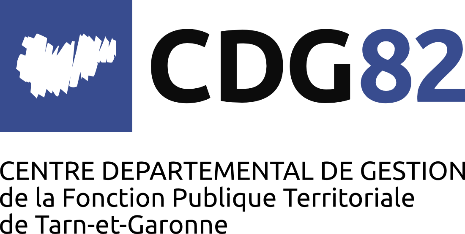 CDG82
CENTRE DEPARTEMENTAL DE GESTION
de la Fonction Publique Territoriale
de Tarn-et-Garonne